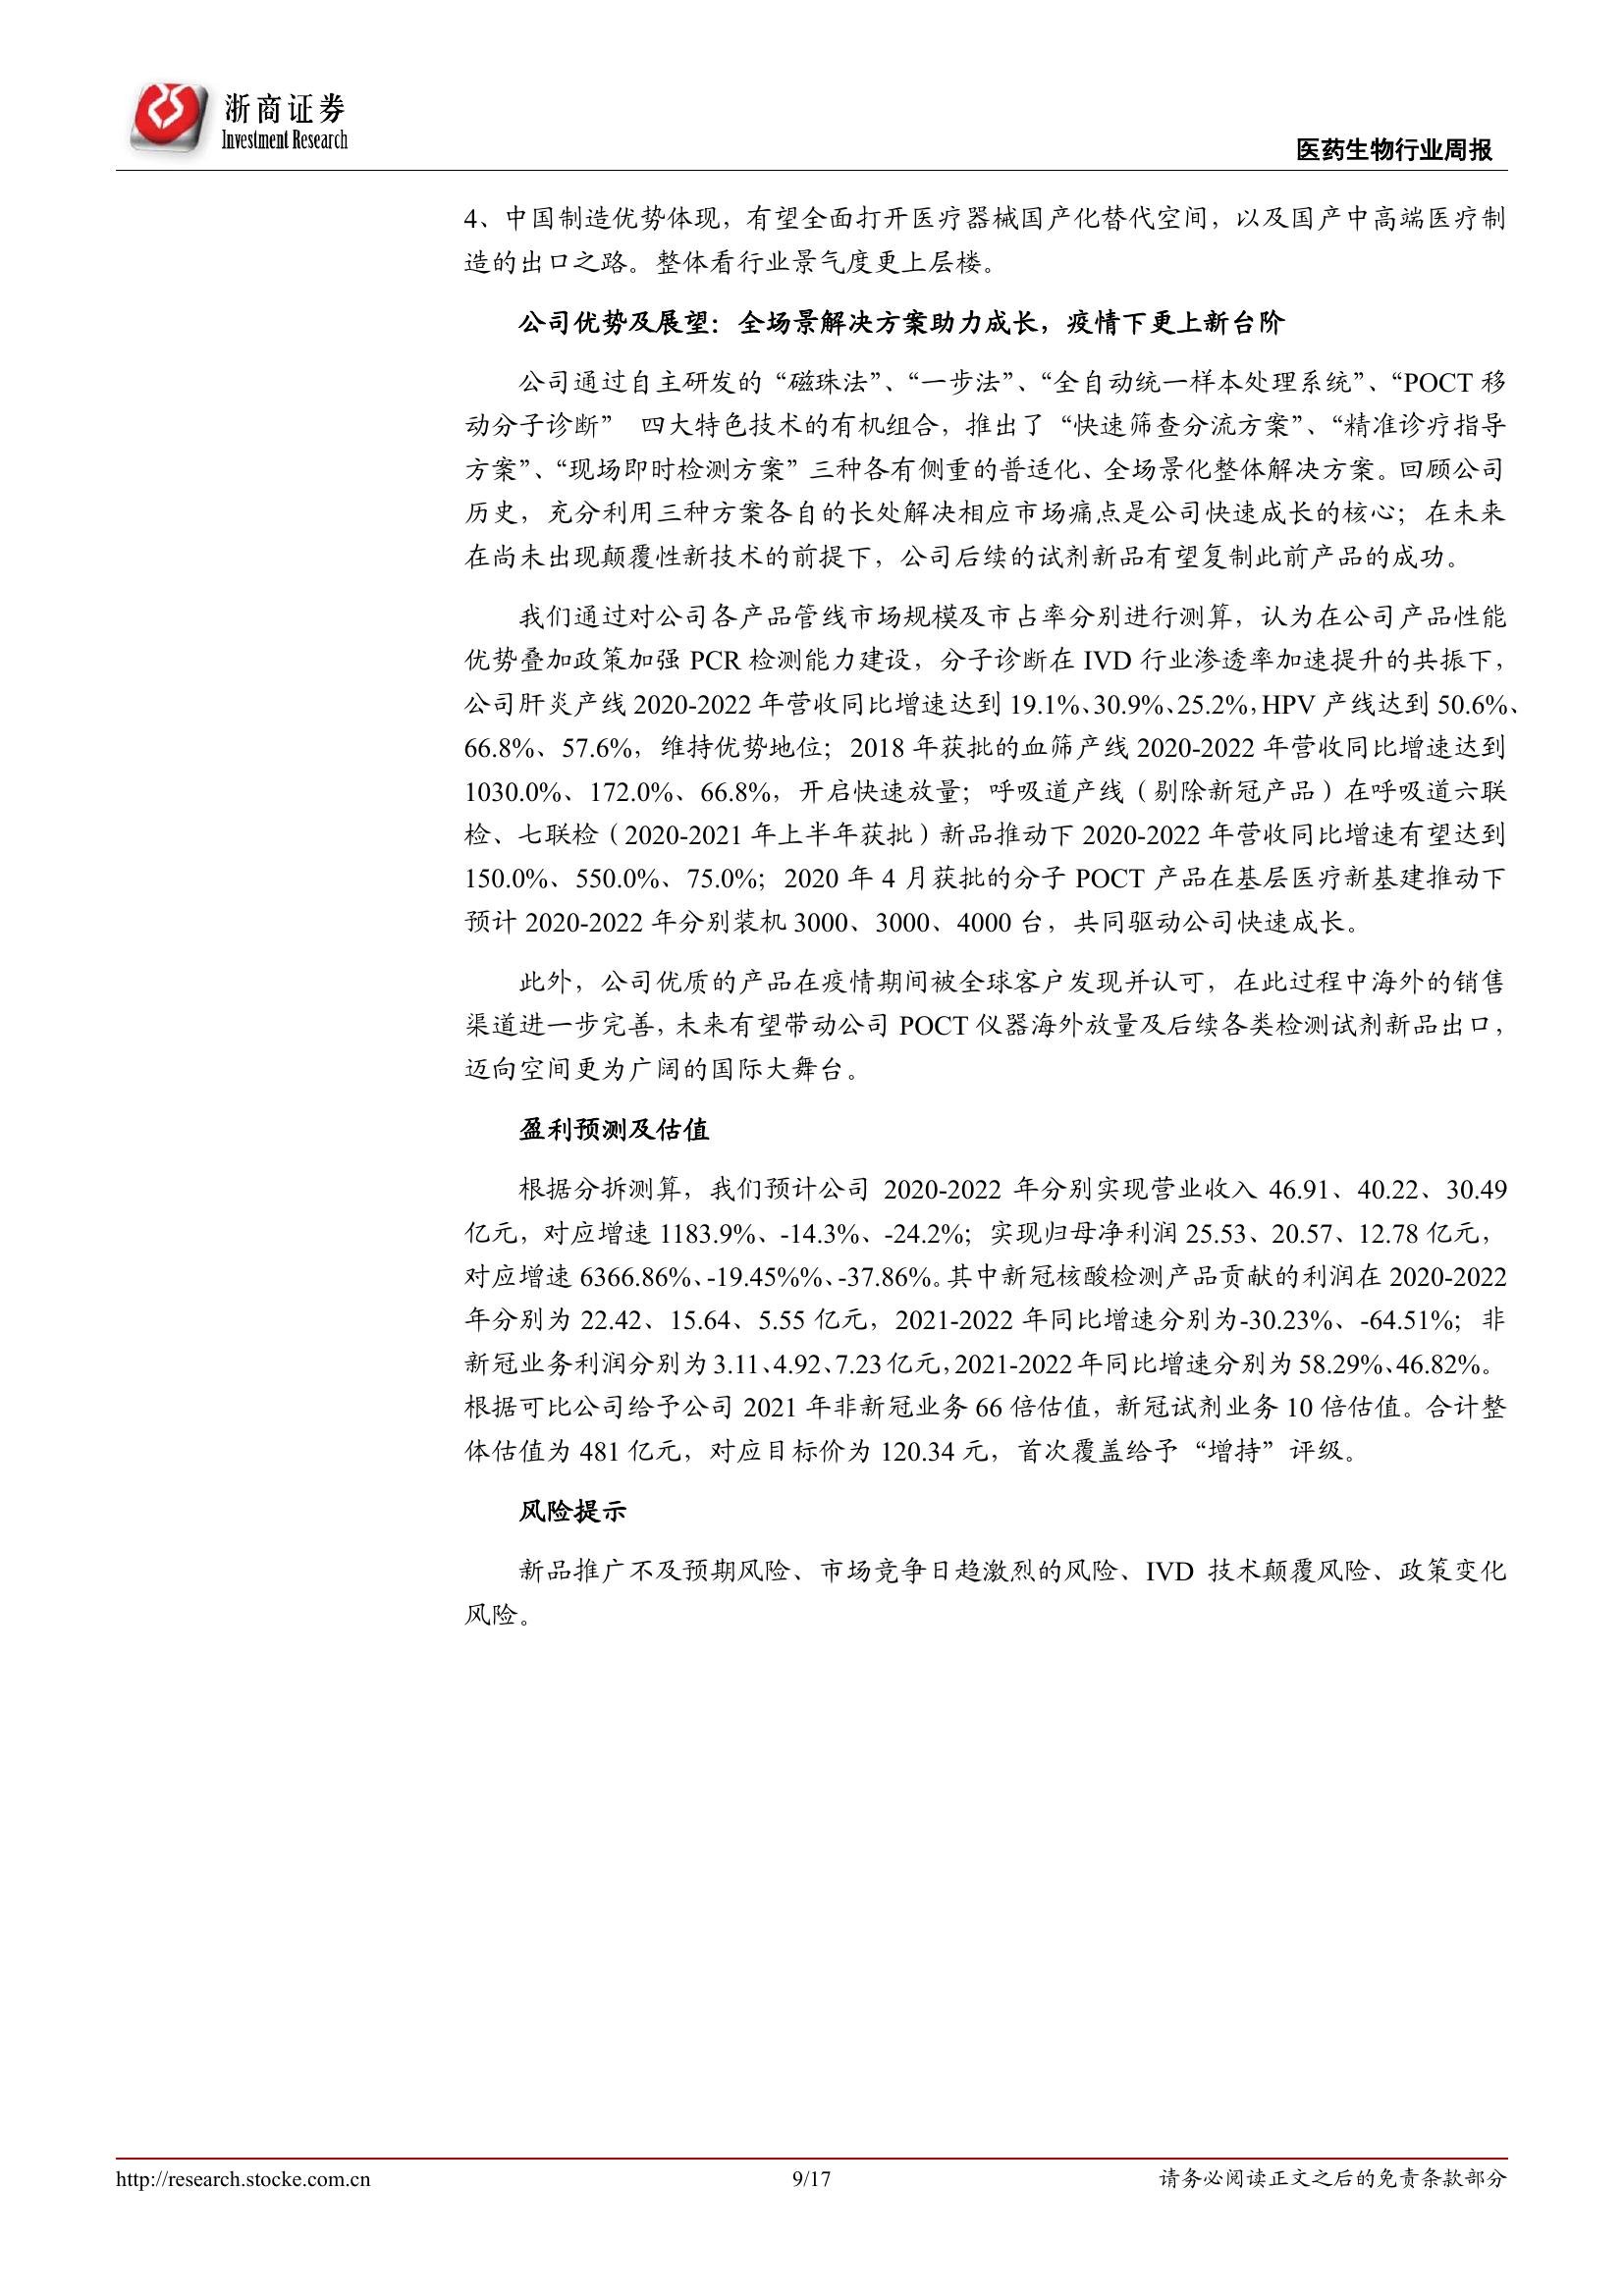 浙商证券
Investment Research
医药生物行业周报
4、中国制造优势体现，有望全面打开医疗器械国产化替代空间，以及国产中高端医疗制
造的出口之路。整体看行业景气度更上层楼。
公司优势及展望：全场景解决方案助力成长，疫情下更上新台阶
公司通过自主研发的“磁珠法”、“一步法”、“全自动统一样本处理系统”、“POCT 移
动分子诊断” 四大特色技术的有机组合，推出了“快速筛查分流方案”、“精准诊疗指导
方案”、“现场即时检测方案”三种各有侧重的普适化、全场景化整体解决方案。回顾公司
历史，充分利用三种方案各自的长处解决相应市场痛点是公司快速成长的核心；在未来
在尚未出现颠覆性新技术的前提下，公司后续的试剂新品有望复制此前产品的成功。
我们通过对公司各产品管线市场规模及市占率分别进行测算，认为在公司产品性能
优势叠加政策加强 PCR 检测能力建设，分子诊断在 IVD 行业渗透率加速提升的共振下，
公司肝炎产线 2020-2022 年营收同比增速达到 19.1%、30.9%、25.2%，HPV 产线达到 50.6%、
66.8%、57.6%，维持优势地位；2018 年获批的血筛产线 2020-2022 年营收同比增速达到
1030.0%、172.0%、66.8%，开启快速放量；呼吸道产线（剔除新冠产品）在呼吸道六联
检、七联检（2020-2021 年上半年获批）新品推动下 2020-2022 年营收同比增速有望达到
150.0%、550.0%、75.0%；2020 年 4 月获批的分子 POCT 产品在基层医疗新基建推动下
预计 2020-2022 年分别装机 3000、3000、4000 台，共同驱动公司快速成长。
此外，公司优质的产品在疫情期间被全球客户发现并认可，在此过程中海外的销售
渠道进一步完善，未来有望带动公司 POCT 仪器海外放量及后续各类检测试剂新品出口，
迈向空间更为广阔的国际大舞台。
盈利预测及估值
根据分拆测算，我们预计公司 2020-2022 年分别实现营业收入 46.91、40.22、30.49
亿元，对应增速 1183.9%、-14.3%、-24.2%；实现归母净利润 25.53、20.57、12.78 亿元，
对应增速 6366.86%、-19.45%%、-37.86%。其中新冠核酸检测产品贡献的利润在 2020-2022
年分别为 22.42、15.64、5.55 亿元，2021-2022 年同比增速分别为-30.23%、-64.51%；非
新冠业务利润分别为 3.11、4.92、7.23 亿元，2021-2022 年同比增速分别为 58.29%、46.82%。
根据可比公司给予公司 2021 年非新冠业务 66 倍估值，新冠试剂业务 10 倍估值。合计整
体估值为 481 亿元，对应目标价为 120.34 元，首次覆盖给予“增持”评级。
风险提示
新品推广不及预期风险、市场竞争日趋激烈的风险、IVD 技术颠覆风险、政策变化
风险。
http://research.stocke.com.cn
9/17
请务必阅读正文之后的免责条款部分